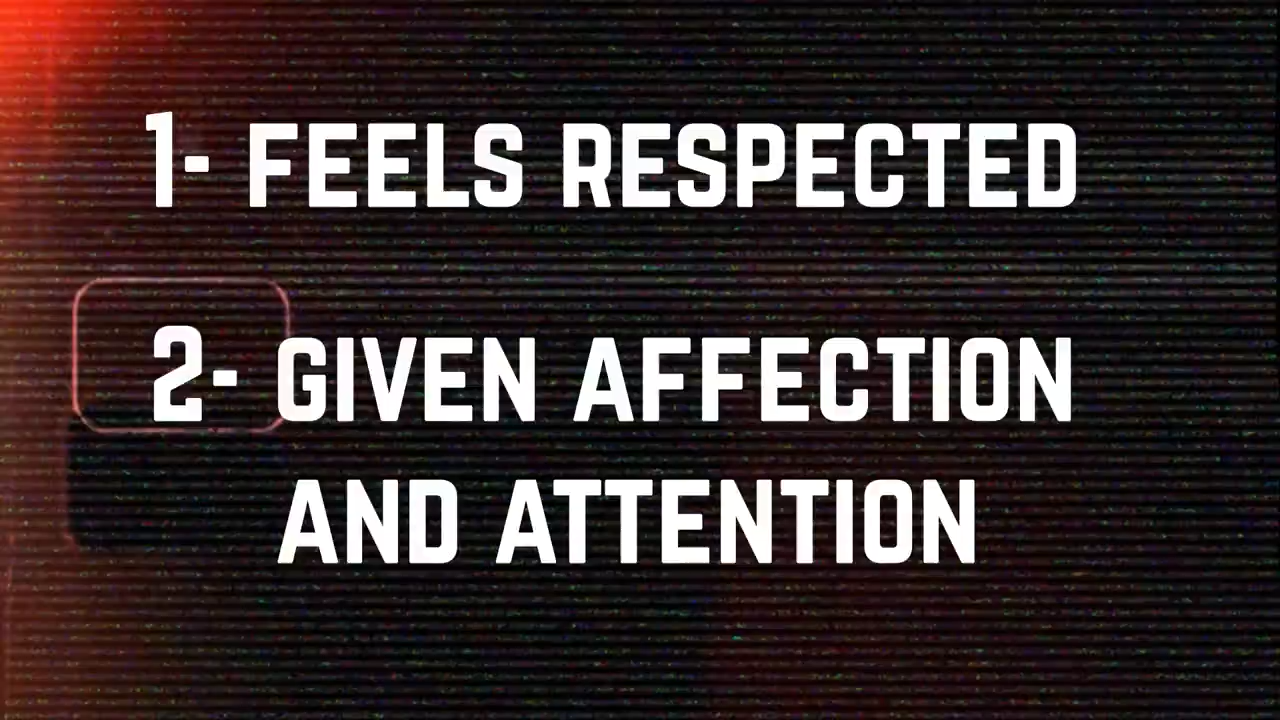 1- FEELS RESPECTED
2- GIVEN AFFECTION
AND ATTENTION